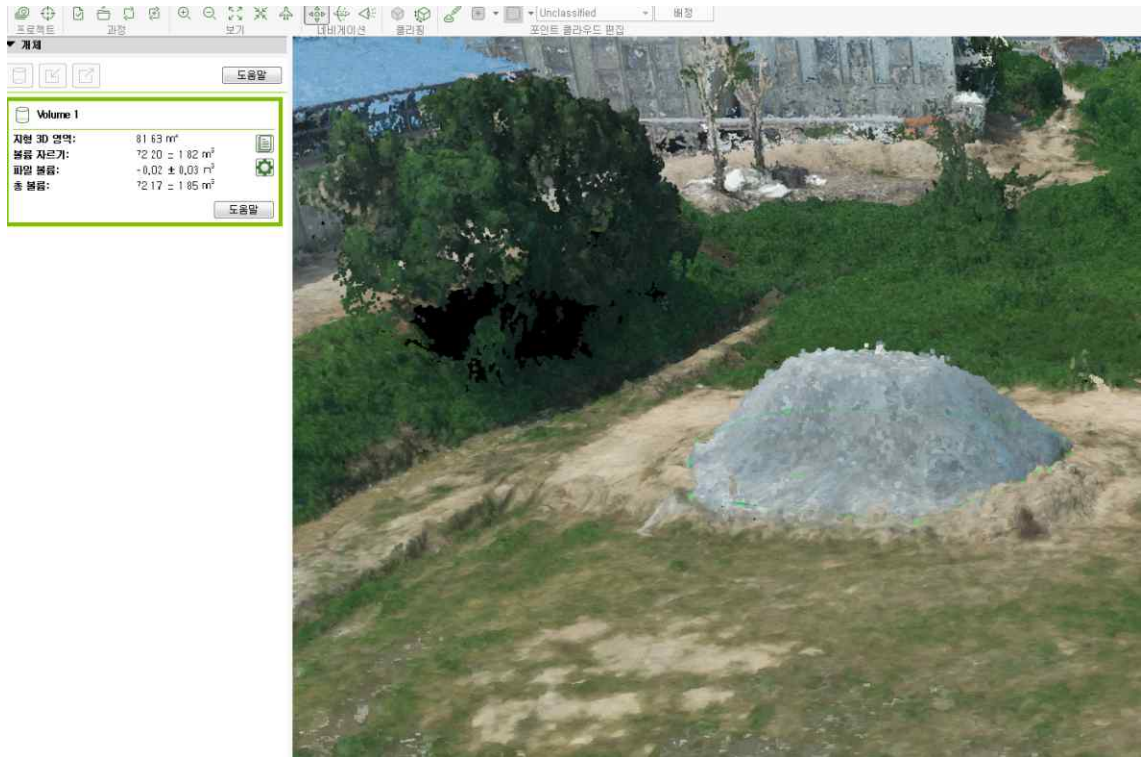 Unclassified 배정
프로젝트 과정 보기 네비게이션 클리핑 포인트 클라우드 편집
▼ 개체
도움말
Volume 1
지형 3D 영역: 81.63 m²
볼륨 자르기: 72.20 ± 1.82 m³
파일 볼륨: -0.02 ± 0.03 m³
총 볼륨: 72.17 ± 1.85 m³
도움말